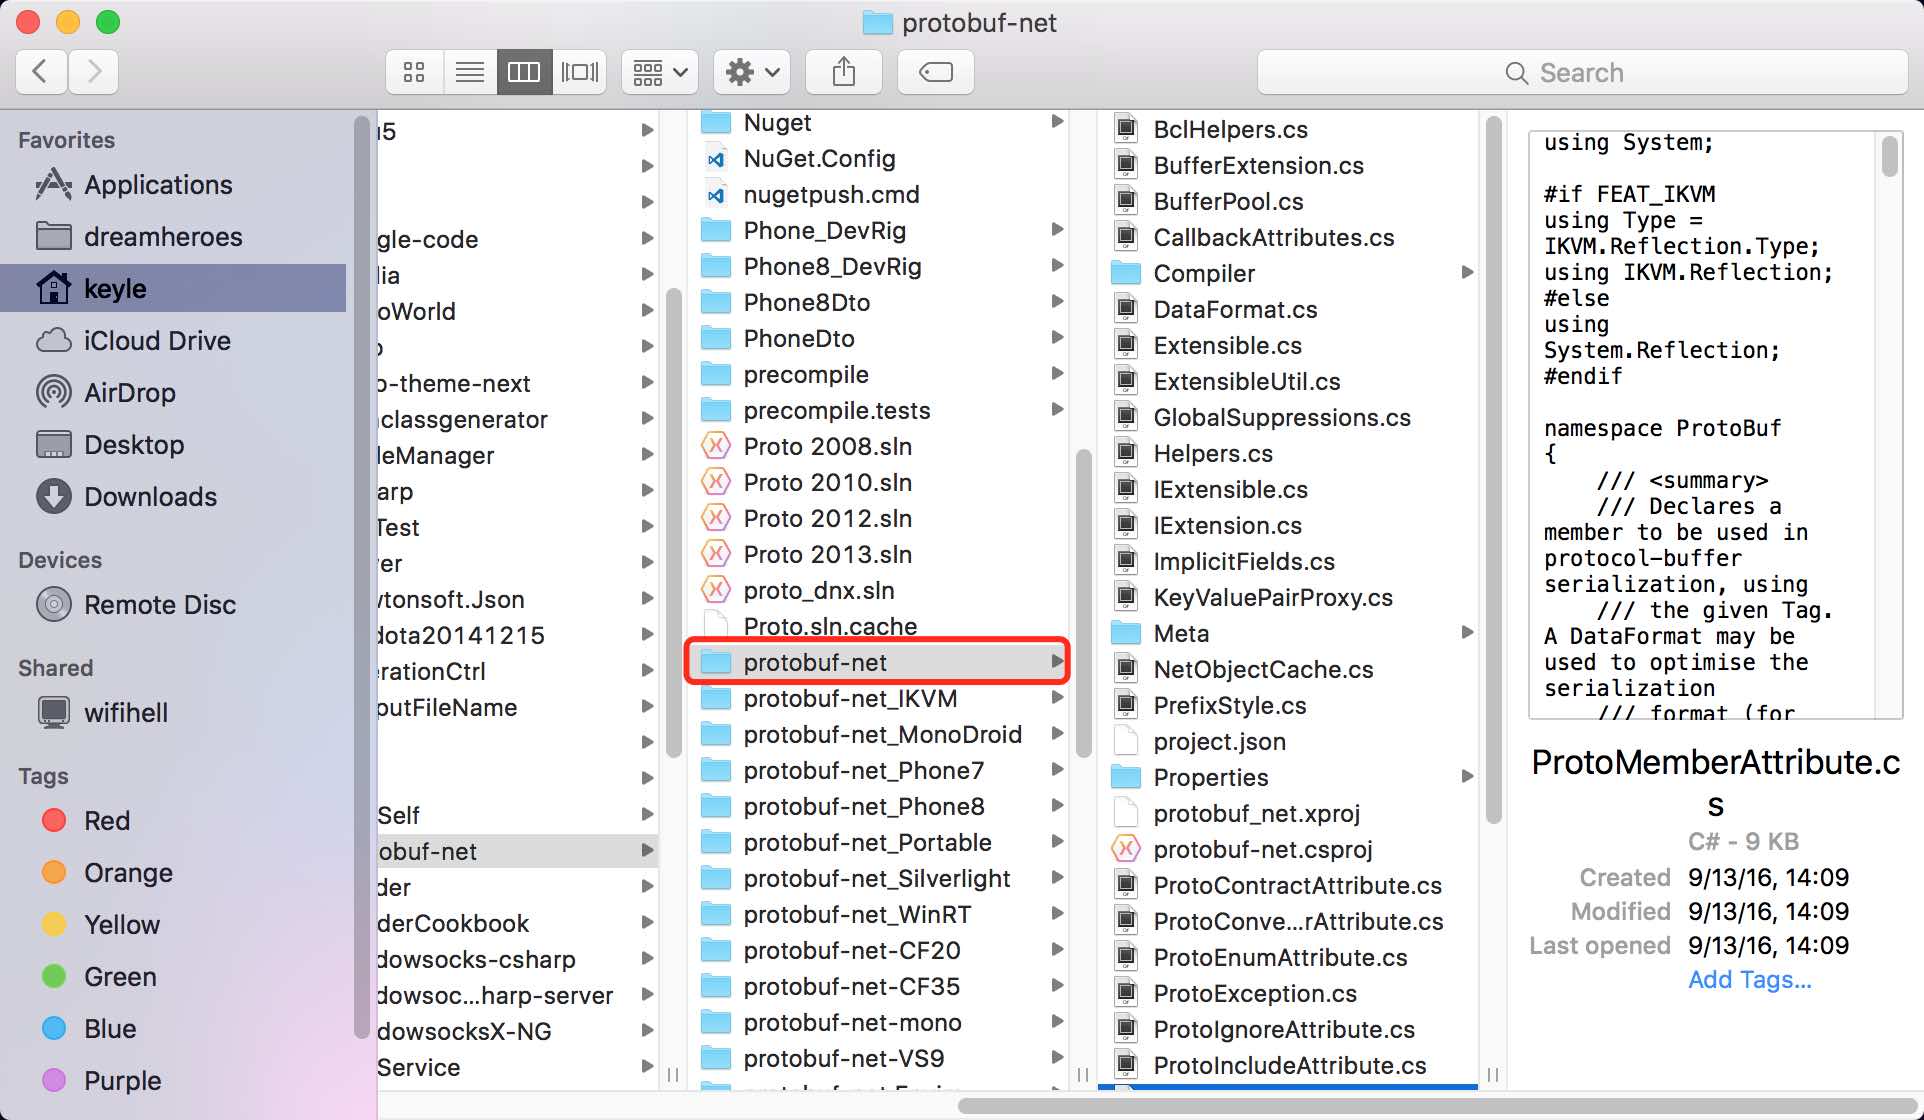 protobuf-net
Search
Favorites
Applications
dreamheroes
keyle
iCloud Drive
AirDrop
Desktop
Downloads
Devices
Remote Disc
Shared
wifihell
Tags
Red
Orange
Yellow
Green
Blue
Purple
5
gle-code
lia
oWorld
o-theme-next
classgenerator
leManager
arp
Test
er
tonsoft.Json
dota20141215
erationCtrl
putFileName
Self
obuf-net
der
derCookbook
dowsocks-csharp
dowsoc...harp-server
dowsocksX-NG
Service
Nuget
NuGet.Config
nugetpush.cmd
Phone_DevRig
Phone8_DevRig
Phone8Dto
PhoneDto
precompile
precompile.tests
Proto 2008.sln
Proto 2010.sln
Proto 2012.sln
Proto 2013.sln
proto_dnx.sln
Proto.sln.cache
protobuf-net
protobuf-net_IKVM
protobuf-net_MonoDroid
protobuf-net_Phone7
protobuf-net_Phone8
protobuf-net_Portable
protobuf-net_Silverlight
protobuf-net_WinRT
protobuf-net-CF20
protobuf-net-CF35
protobuf-net-mono
protobuf-net-VS9
BclHelpers.cs
BufferExtension.cs
BufferPool.cs
CallbackAttributes.cs
Compiler
DataFormat.cs
Extensible.cs
ExtensibleUtil.cs
GlobalSuppressions.cs
Helpers.cs
IExtensible.cs
IExtension.cs
ImplicitFields.cs
KeyValuePairProxy.cs
Meta
NetObjectCache.cs
PrefixStyle.cs
project.json
Properties
protobuf_net.xproj
protobuf-net.csproj
ProtoContractAttribute.cs
ProtoConve...rAttribute.cs
ProtoEnumAttribute.cs
ProtoException.cs
ProtoIgnoreAttribute.cs
ProtoIncludeAttribute.cs
using System;
#if FEAT_IKVM
using Type =
IKVM.Reflection.Type;
using IKVM.Reflection;
#else
using
System.Reflection;
#endif
namespace ProtoBuf
{
/// <summary>
/// Declares a
member to be used in
protocol-buffer
serialization, using
/// the given Tag.
A DataFormat may be
used to optimise the
serialization
/// format (for
ProtoMemberAttribute.c
s
C# - 9 KB
Created 9/13/16, 14:09
Modified 9/13/16, 14:09
Last opened 9/13/16, 14:09
Add Tags...